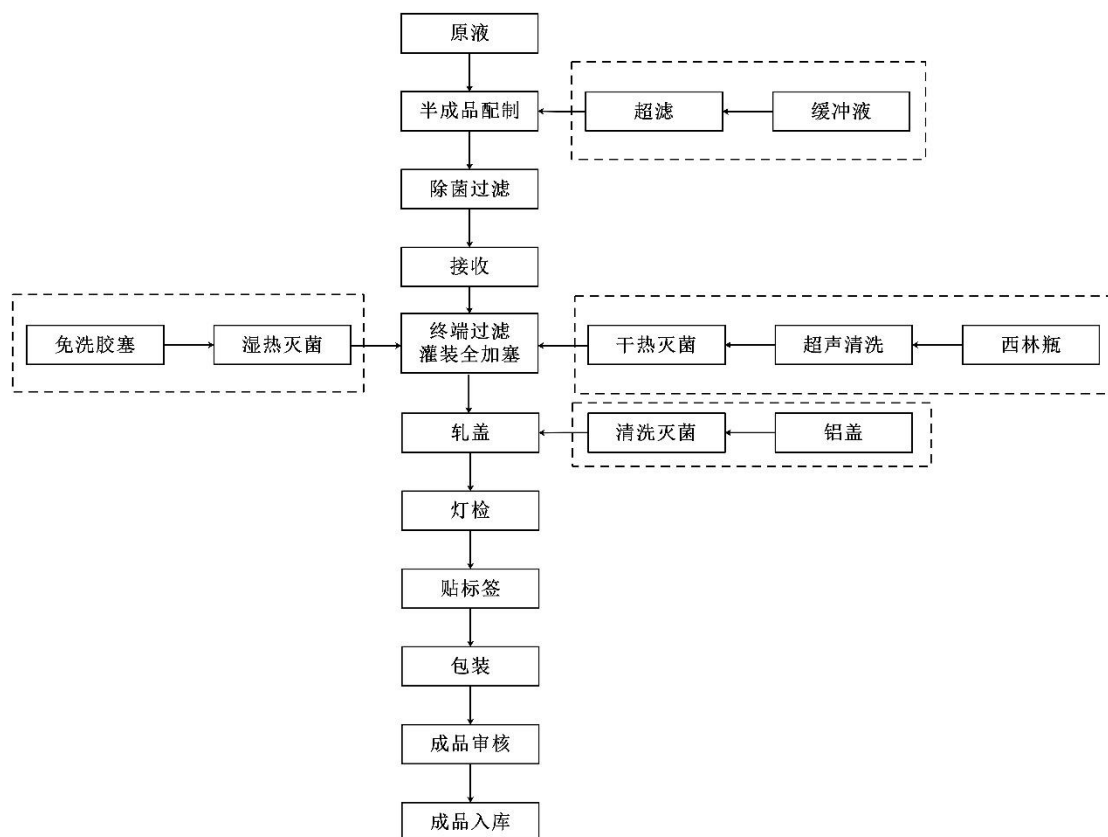 原液
半成品配制
超滤
缓冲液
除菌过滤
接收
免洗胶塞
湿热灭菌
终端过滤
灌装全加塞
干热灭菌
超声清洗
西林瓶
轧盖
清洗灭菌
铝盖
灯检
贴标签
包装
成品审核
成品入库